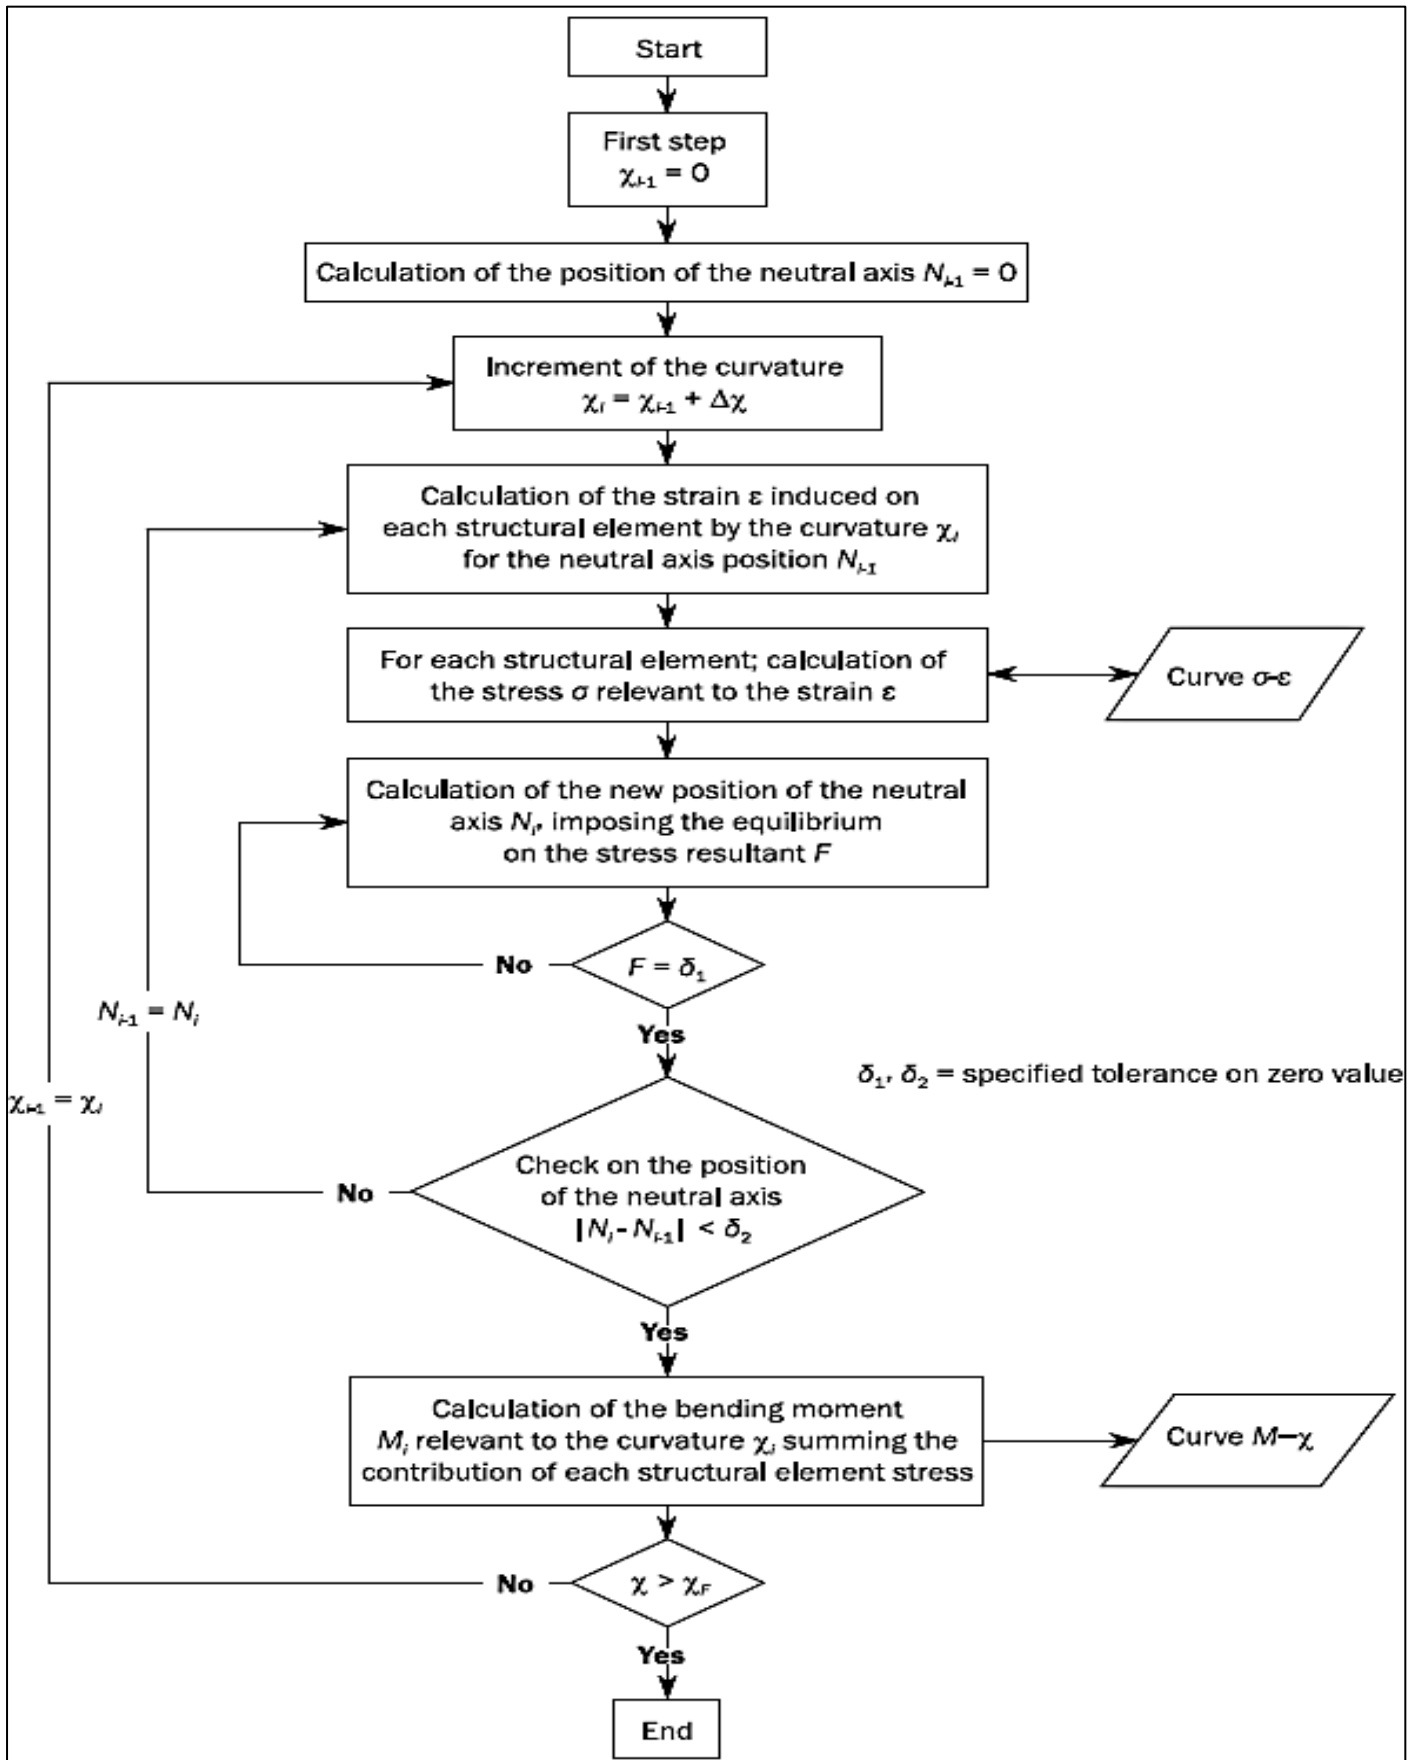 Start
First step
χᵢ₋₁ = 0
Calculation of the position of the neutral axis Nᵢ₋₁ = 0
Increment of the curvature
χᵢ = χᵢ₋₁ + Δχ
Calculation of the strain ε induced on
each structural element by the curvature χᵢ
for the neutral axis position Nᵢ₋₁
For each structural element; calculation of
the stress σ relevant to the strain ε
Curve σ-ε
Calculation of the new position of the neutral
axis Nᵢ, imposing the equilibrium
on the stress resultant F
No
F = δ₁
Nᵢ₋₁ = Nᵢ
Yes
δ₁, δ₂ = specified tolerance on zero value
χᵢ₋₁ = χᵢ
Check on the position
of the neutral axis
|Nᵢ - Nᵢ₋₁| < δ₂
No
Yes
Calculation of the bending moment
Mᵢ relevant to the curvature χᵢ summing the
contribution of each structural element stress
Curve M–χ
No
χ > χF
Yes
End